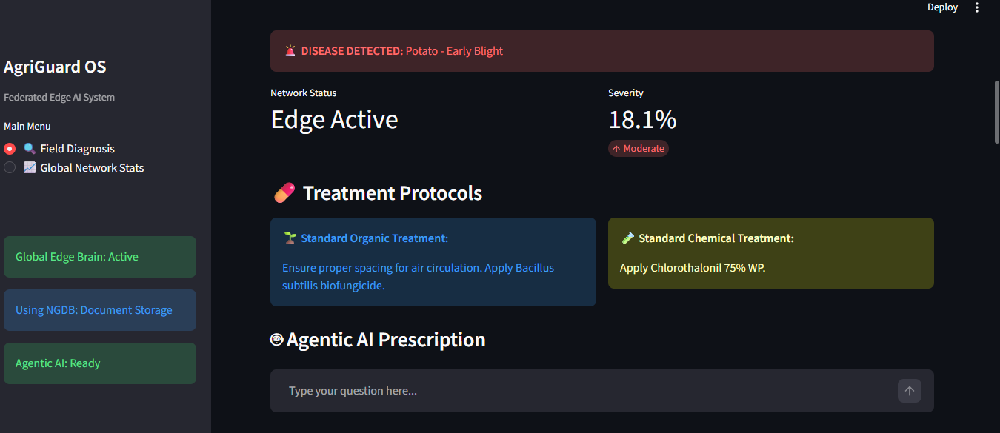 Deploy
AgriGuard OS
Federated Edge AI System
Main Menu
Field Diagnosis
Global Network Stats
Global Edge Brain: Active
Using NGDB: Document Storage
Agentic AI: Ready
DISEASE DETECTED: Potato - Early Blight
Network Status
Edge Active
Severity
18.1%
↑ Moderate
Treatment Protocols
Standard Organic Treatment:
Ensure proper spacing for air circulation. Apply Bacillus
subtilis biofungicide.
Standard Chemical Treatment:
Apply Chlorothalonil 75% WP.
Agentic AI Prescription
Type your question here...